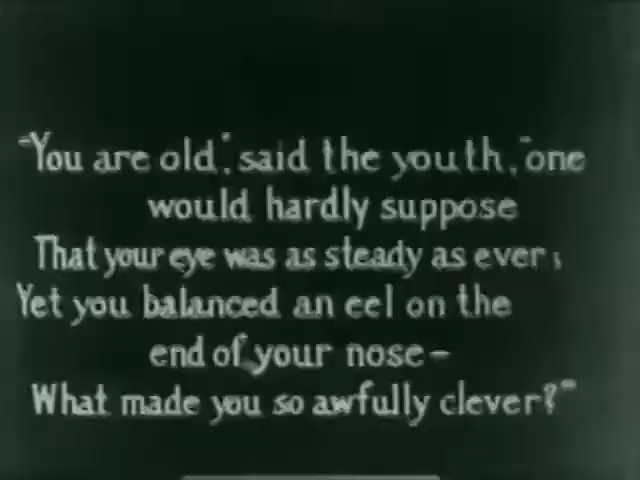 "You are old," said the youth, "one
would hardly suppose
That your eye was as steady as ever;
Yet you balanced an eel on the
end of your nose—
What made you so awfully clever?"